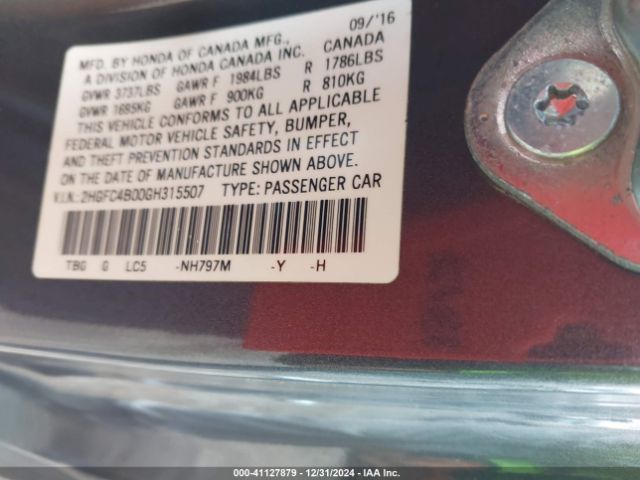 09/'16
MFD. BY HONDA OF CANADA MFG.,
A DIVISION OF HONDA CANADA INC. CANADA
GVWR 3737LBS GAWR F 1984LBS R 1786LBS
GVWR 1695KG GAWR F 900KG R 810KG
THIS VEHICLE CONFORMS TO ALL APPLICABLE
FEDERAL MOTOR VEHICLE SAFETY, BUMPER,
AND THEFT PREVENTION STANDARDS IN EFFECT
ON THE DATE OF MANUFACTURE SHOWN ABOVE.
V.I.N.: 2HGFC4B00GH315507 TYPE: PASSENGER CAR
TBG G LC5 -NH797M -Y -H
000-41127879 - 12/31/2024 - IAA Inc.